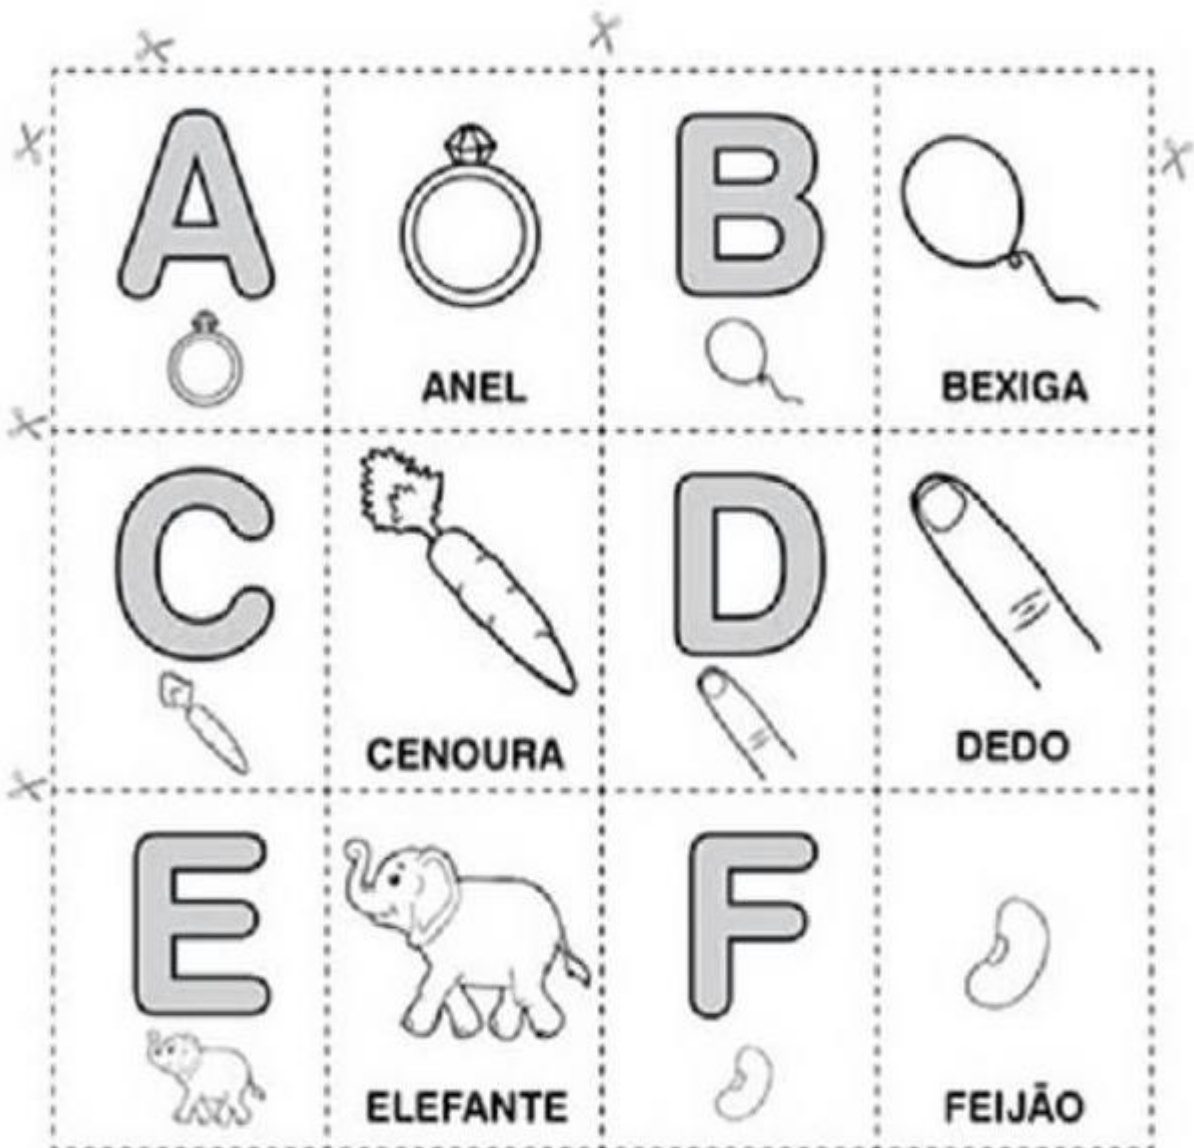 A
ANEL
B
BEXIGA
C
CENOURA
D
DEDO
E
ELEFANTE
F
FEIJÃO